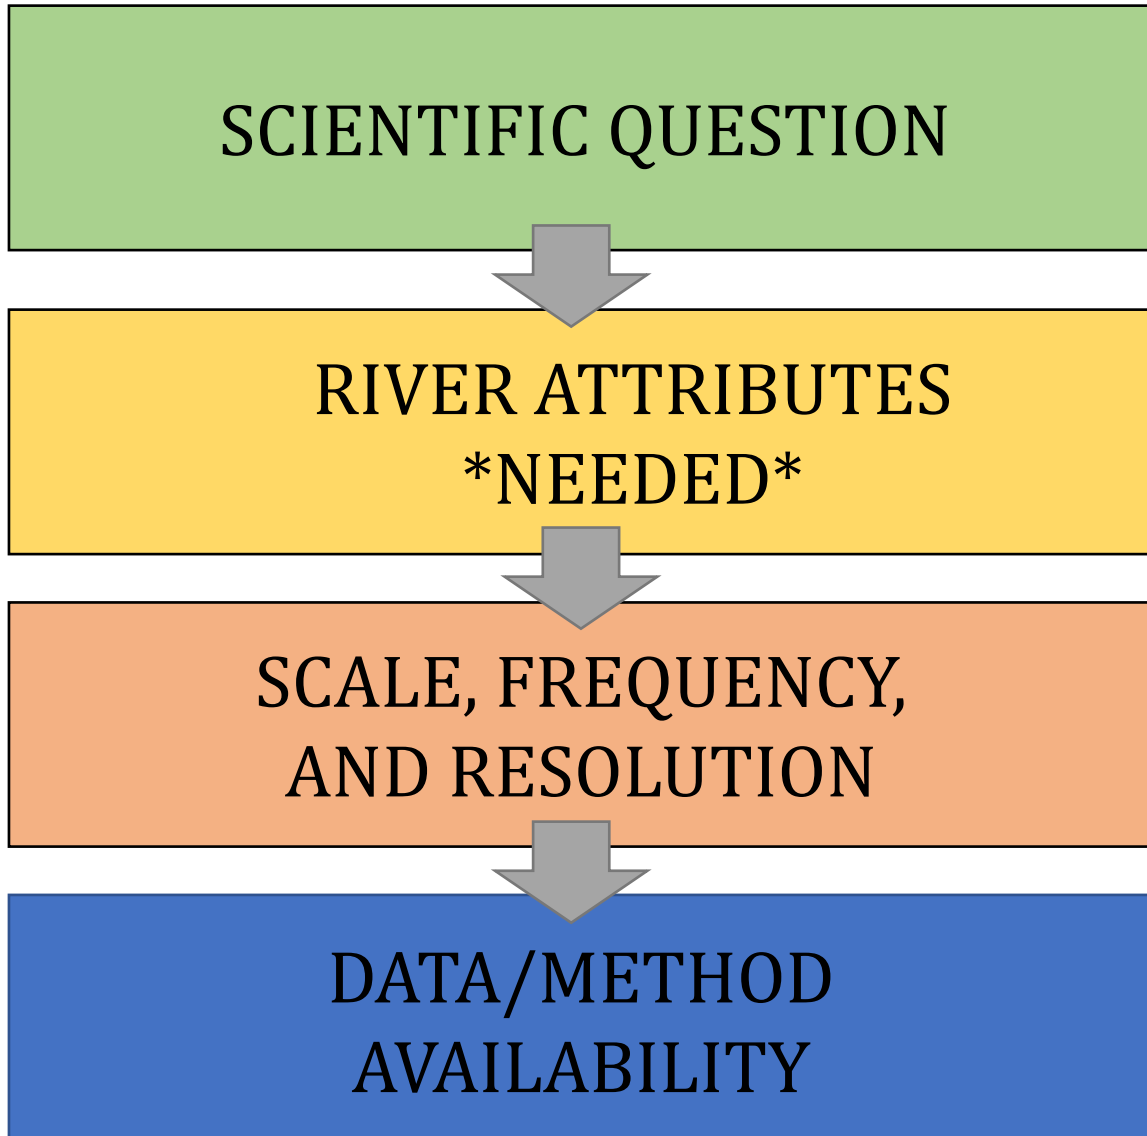 SCIENTIFIC QUESTION
RIVER ATTRIBUTES
*NEEDED*
SCALE, FREQUENCY,
AND RESOLUTION
DATA/METHOD
AVAILABILITY